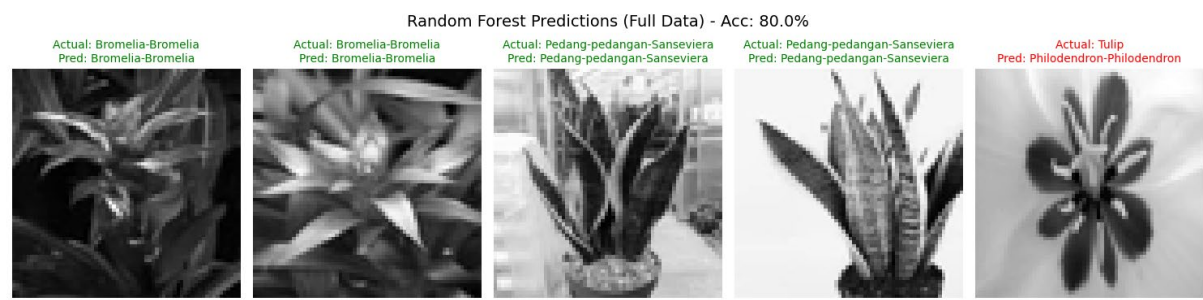 Random Forest Predictions (Full Data) - Acc: 80.0%
Actual: Bromelia-Bromelia
Pred: Bromelia-Bromelia
Actual: Bromelia-Bromelia
Pred: Bromelia-Bromelia
Actual: Pedang-pedangan-Sanseviera
Pred: Pedang-pedangan-Sanseviera
Actual: Pedang-pedangan-Sanseviera
Pred: Pedang-pedangan-Sanseviera
Actual: Tulip
Pred: Philodendron-Philodendron